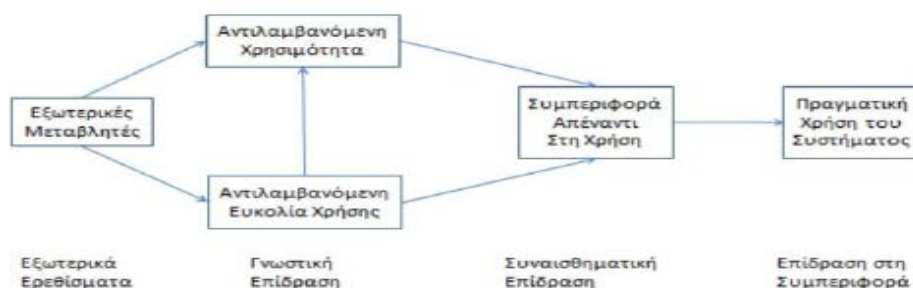 Αντιλαμβανόμενη
Χρησιμότητα
Εξωτερικές
Μεταβλητές
Συμπεριφορά
Απέναντι
Στη Χρήση
Πραγματική
Χρήση του
Συστήματος
Αντιλαμβανόμενη
Ευκολία Χρήσης
Εξωτερικά
Ερεθίσματα
Γνωστική
Επίδραση
Συναισθηματική
Επίδραση
Επίδραση στη
Συμπεριφορά